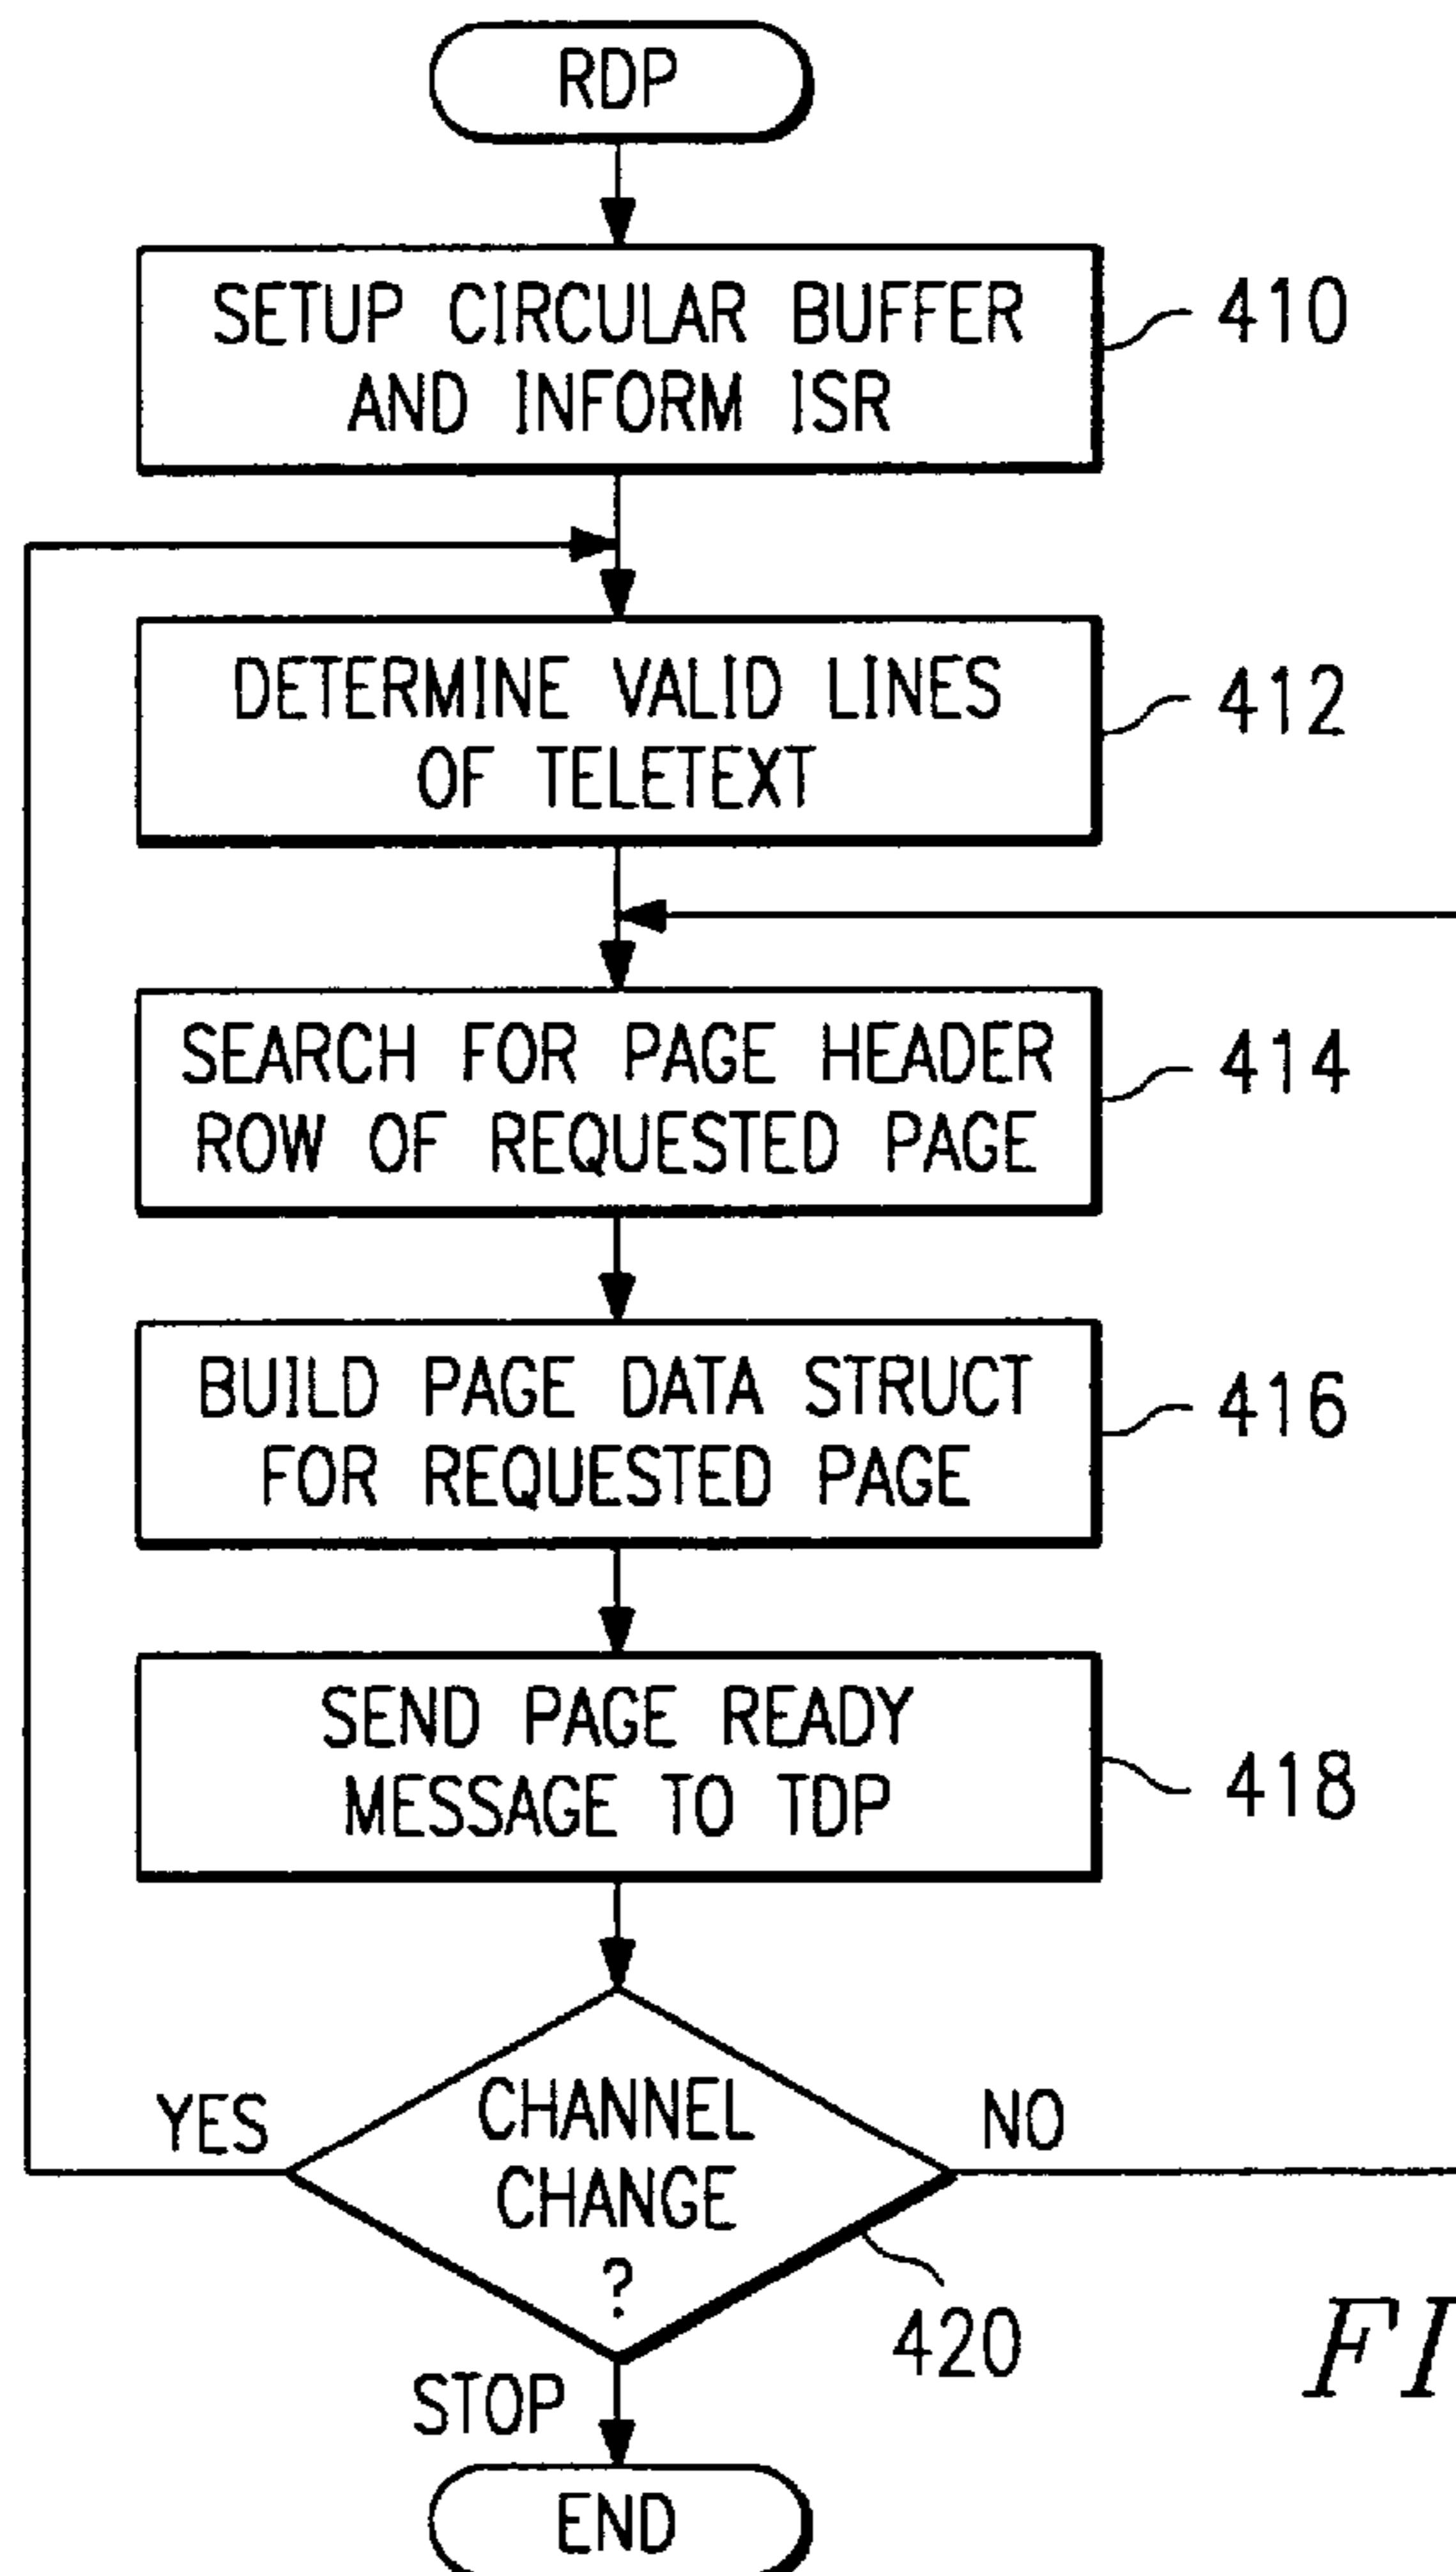 RDP
SETUP CIRCULAR BUFFER
AND INFORM ISR
410
DETERMINE VALID LINES
OF TELETEXT
412
SEARCH FOR PAGE HEADER
ROW OF REQUESTED PAGE
414
BUILD PAGE DATA STRUCT
FOR REQUESTED PAGE
416
SEND PAGE READY
MESSAGE TO TDP
418
YES
CHANNEL
CHANGE
?
NO
420
FI
STOP
END